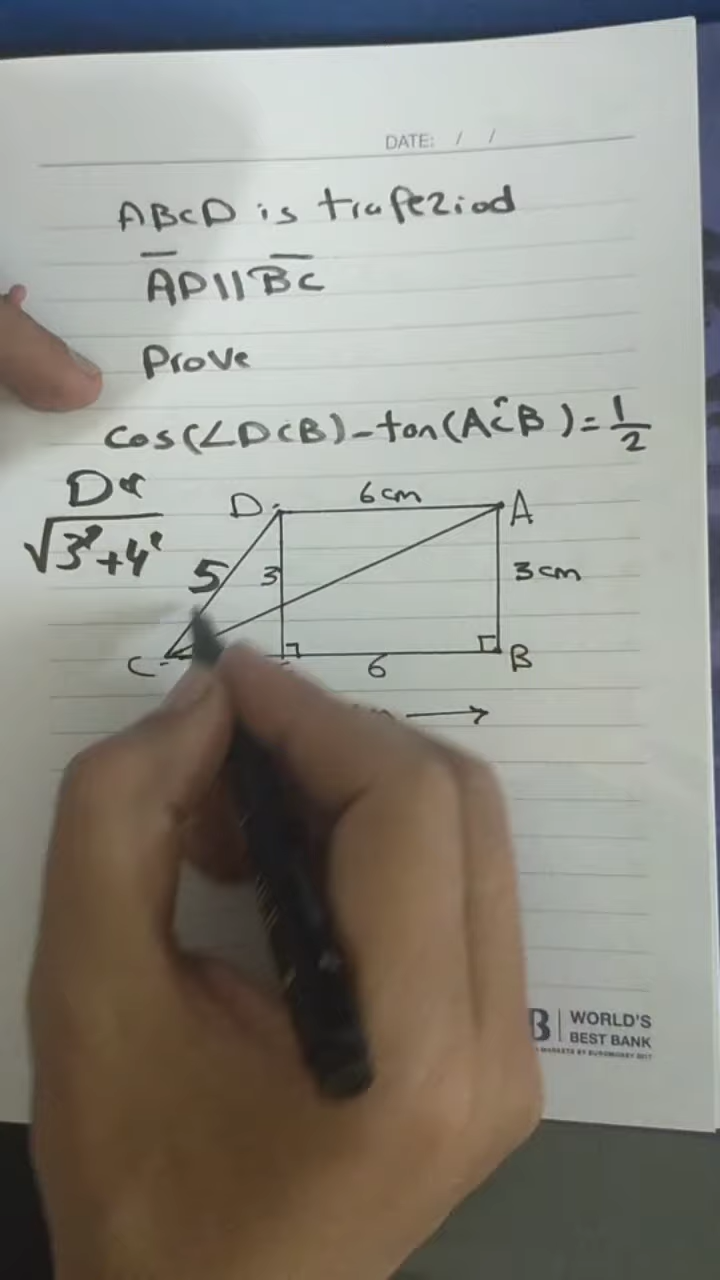 DATE: / /
ABCD is trapeziod
AD//BC
Prove
cos(∠DCB)-tan(AĈB)=1/2
DC
√3²+4²
D
6cm
A
5
3
3cm
C
6
B
B WORLD'S
BEST BANK